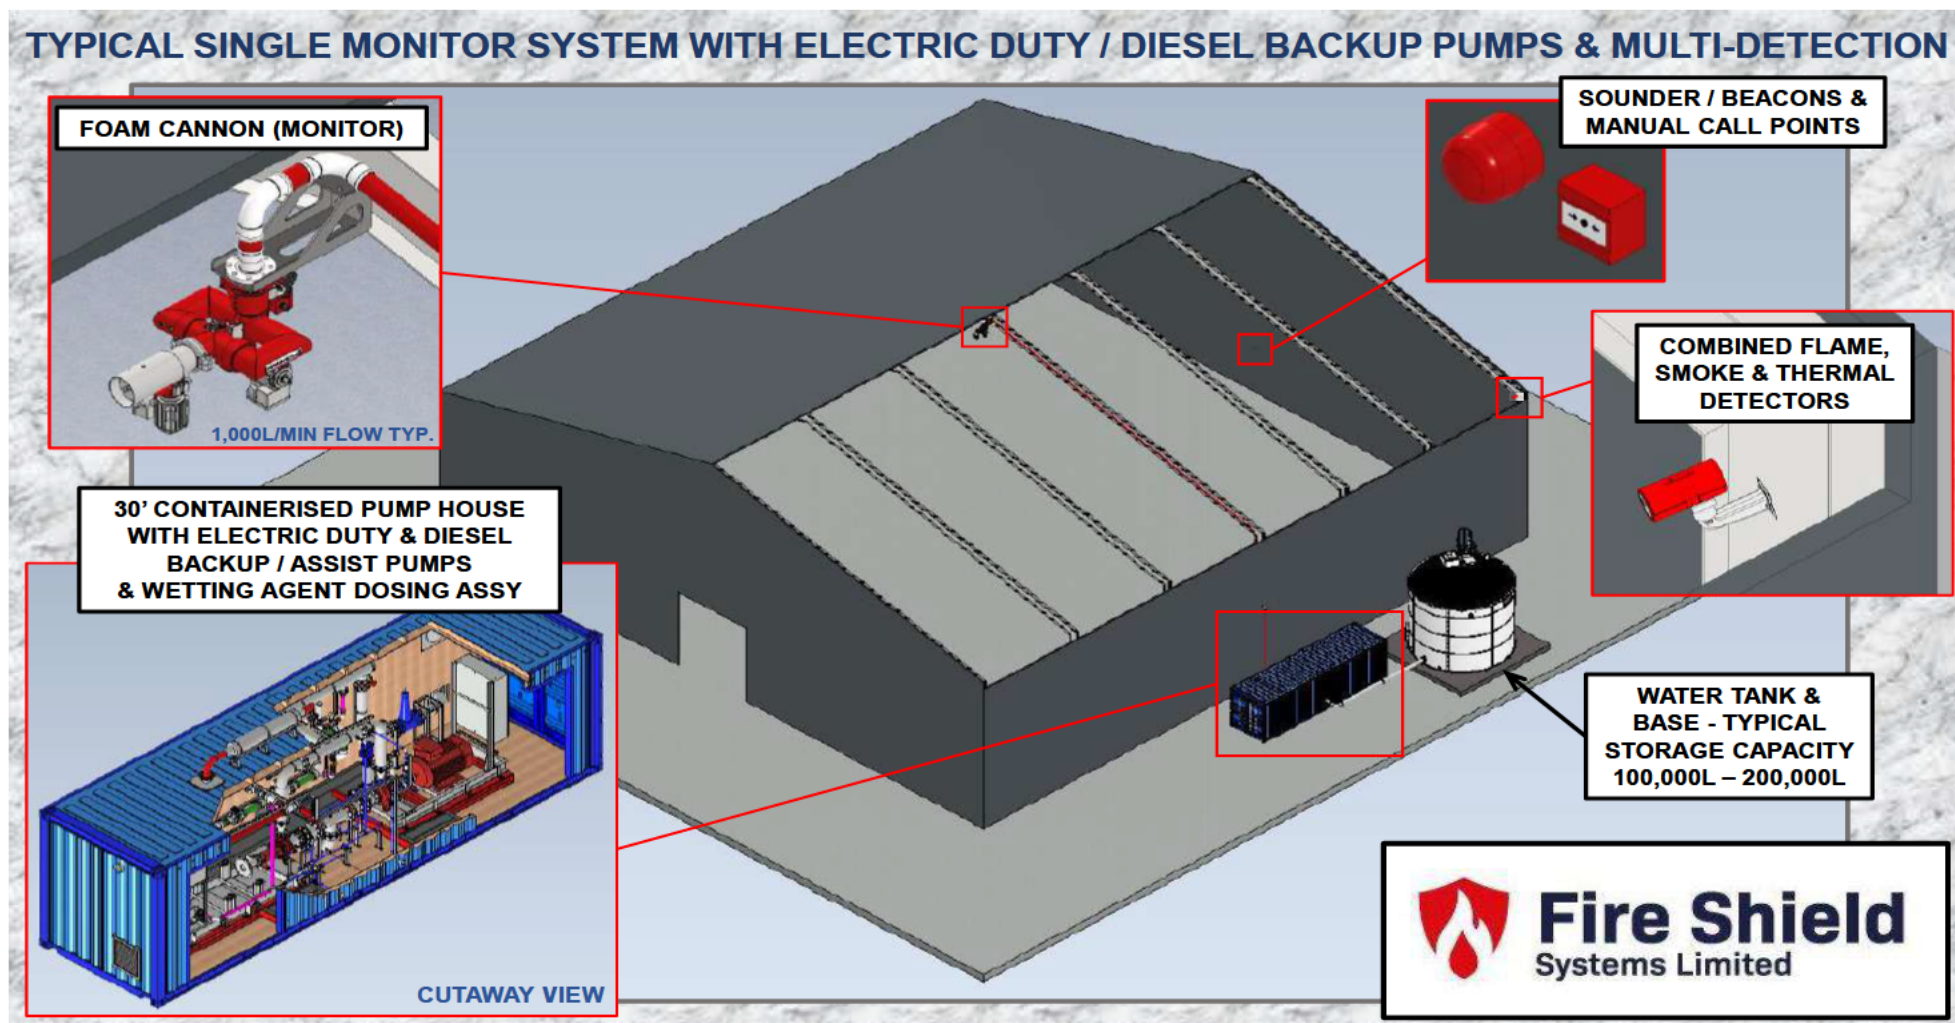 TYPICAL SINGLE MONITOR SYSTEM WITH ELECTRIC DUTY / DIESEL BACKUP PUMPS & MULTI-DETECTION
FOAM CANNON (MONITOR)
1,000L/MIN FLOW TYP.
SOUNDER / BEACONS &
MANUAL CALL POINTS
COMBINED FLAME,
SMOKE & THERMAL
DETECTORS
30’ CONTAINERISED PUMP HOUSE
WITH ELECTRIC DUTY & DIESEL
BACKUP / ASSIST PUMPS
& WETTING AGENT DOSING ASSY
CUTAWAY VIEW
WATER TANK &
BASE - TYPICAL
STORAGE CAPACITY
100,000L – 200,000L
Fire Shield
Systems Limited